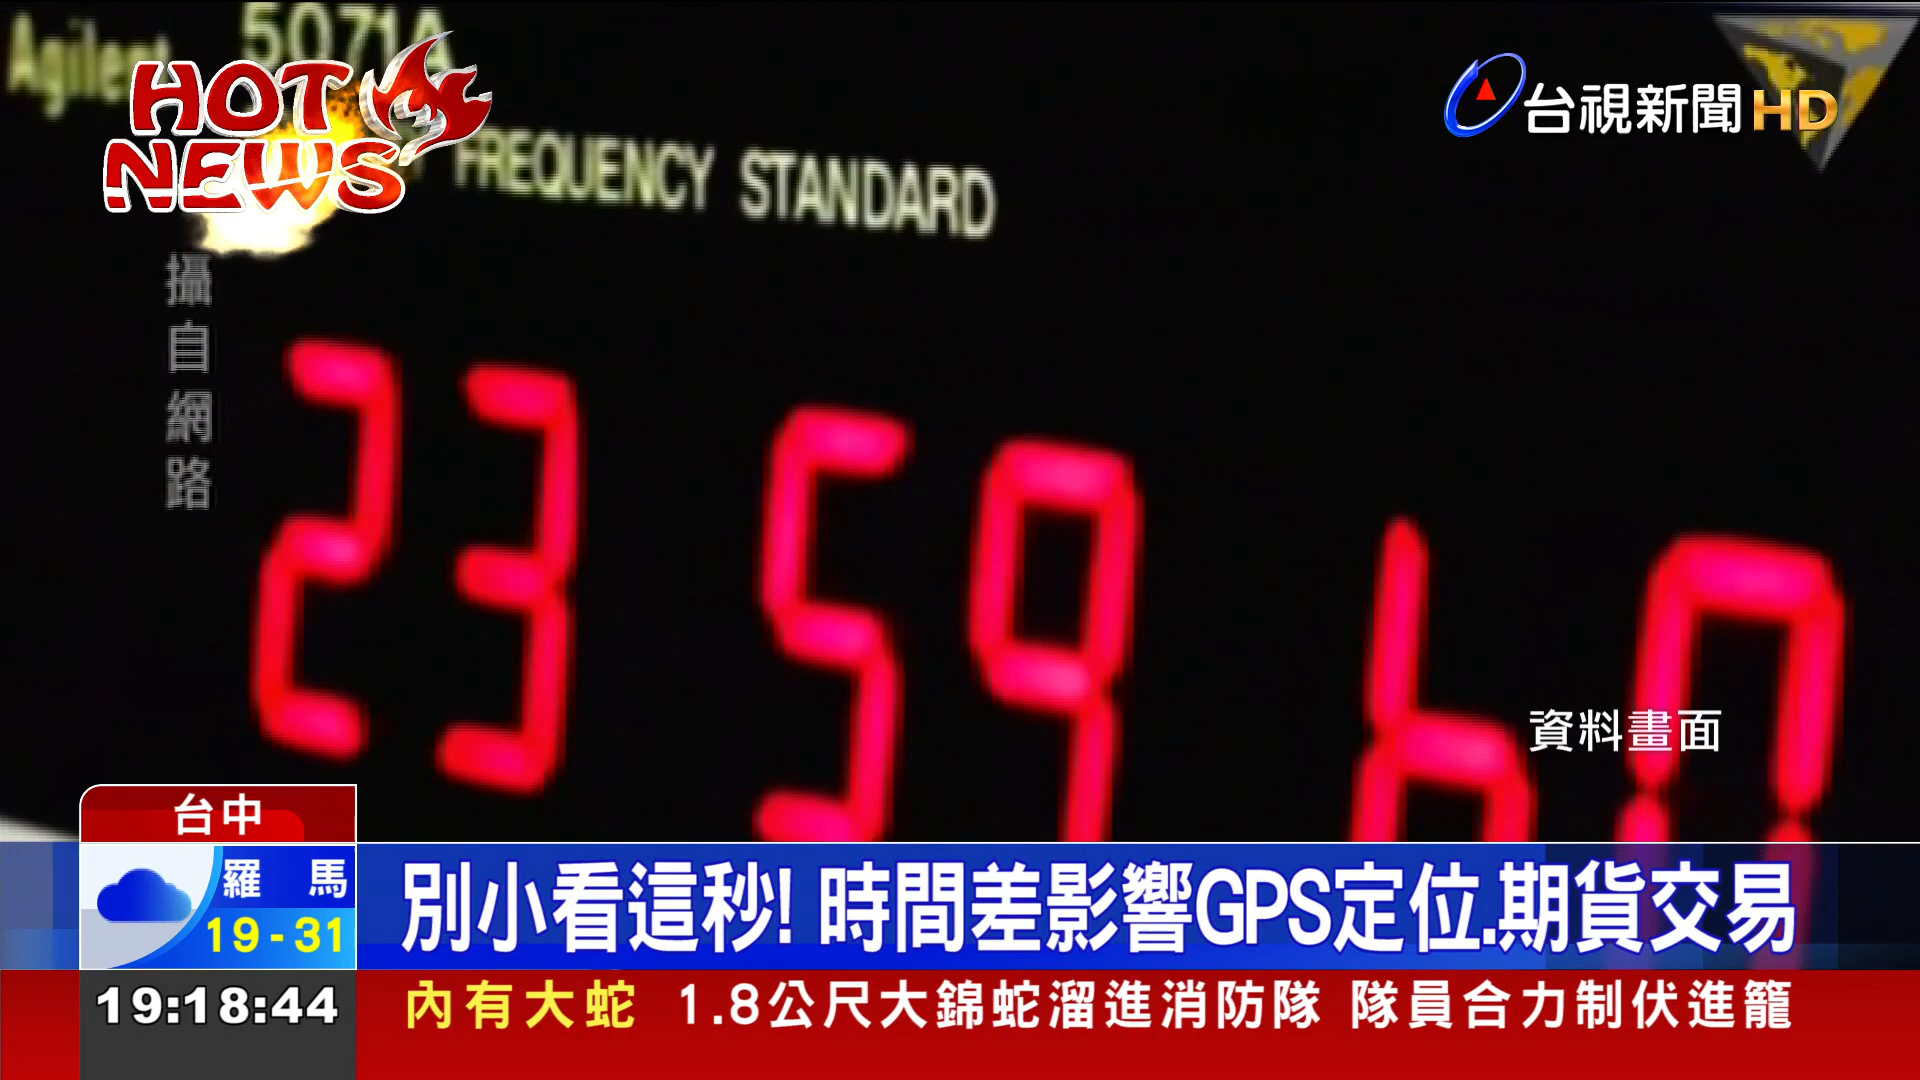 Agilent 5071A
HOT
NEWS
FREQUENCY STANDARD
台視新聞HD
攝自網路
23 59 60
資料畫面
台中
羅 馬
19-31
別小看這秒! 時間差影響GPS定位.期貨交易
19:18:44
內有大蛇 1.8公尺大錦蛇溜進消防隊 隊員合力制伏進籠